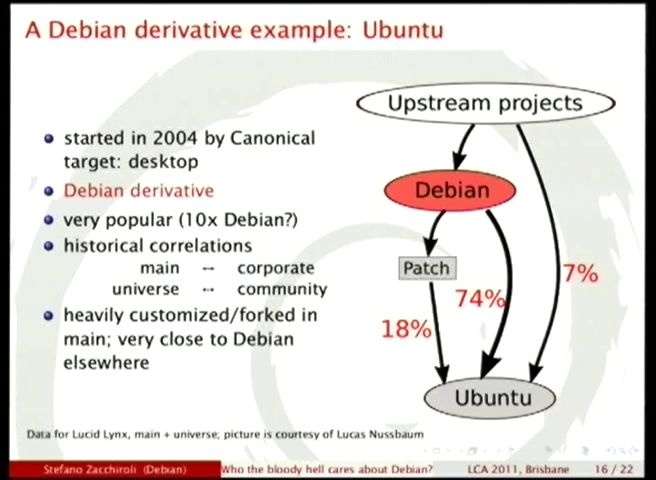 A Debian derivative example: Ubuntu
started in 2004 by Canonical
target: desktop
Debian derivative
very popular (10x Debian?)
historical correlations
main ↔ corporate
universe ↔ community
heavily customized/forked in
main; very close to Debian
elsewhere
Upstream projects
Debian
Patch
7%
74%
18%
Ubuntu
Data for Lucid Lynx, main + universe; picture is courtesy of Lucas Nussbaum
Stefano Zacchiroli (Debian) Who the bloody hell cares about Debian? LCA 2011, Brisbane 16 / 22